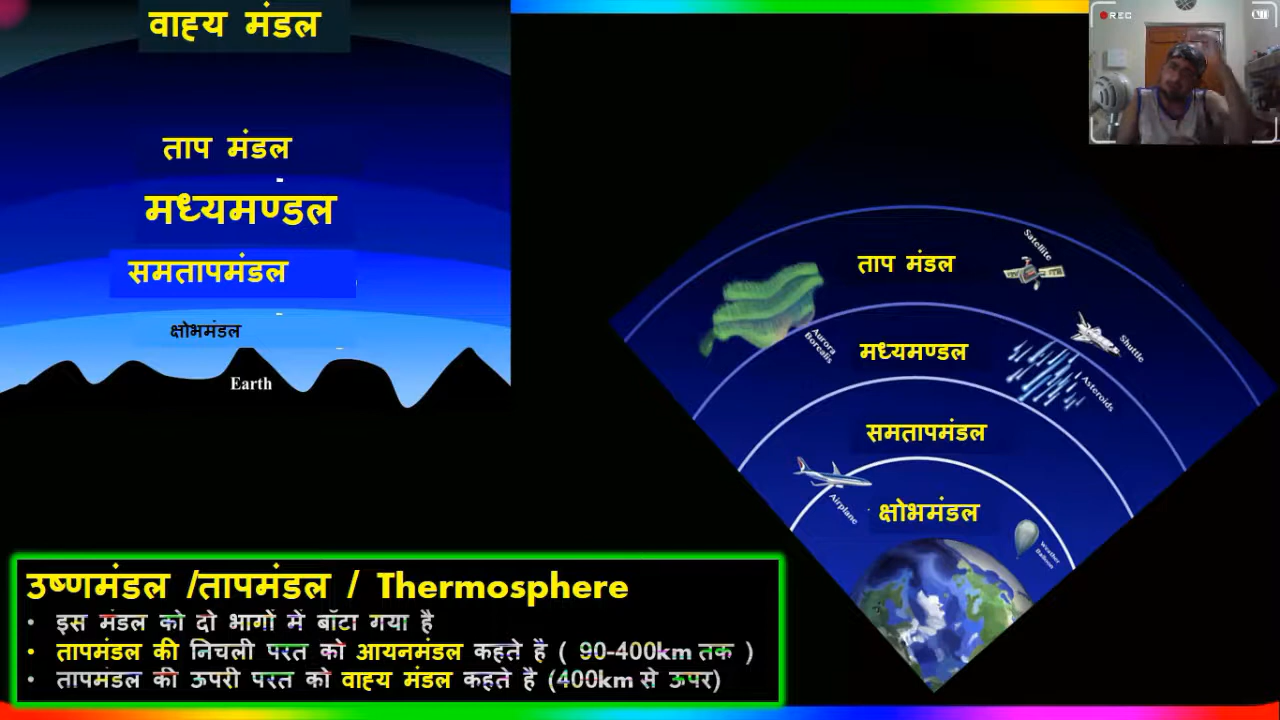 वाह्य मंडल
ताप मंडल
मध्यमण्डल
समतापमंडल
क्षोभमंडल
Earth
REC
ताप मंडल
Satellite
Aurora
Borealis
मध्यमण्डल
Shuttle
Asteroids
समतापमंडल
Airplane
क्षोभमंडल
Weather
Balloon
उष्णमंडल /तापमंडल / Thermosphere
• इस मंडल को दो भागों में बाँटा गया है
• तापमंडल की निचली परत को आयनमंडल कहते है ( 90-400km तक )
• तापमंडल की ऊपरी परत को वाह्य मंडल कहते है (400km से ऊपर)